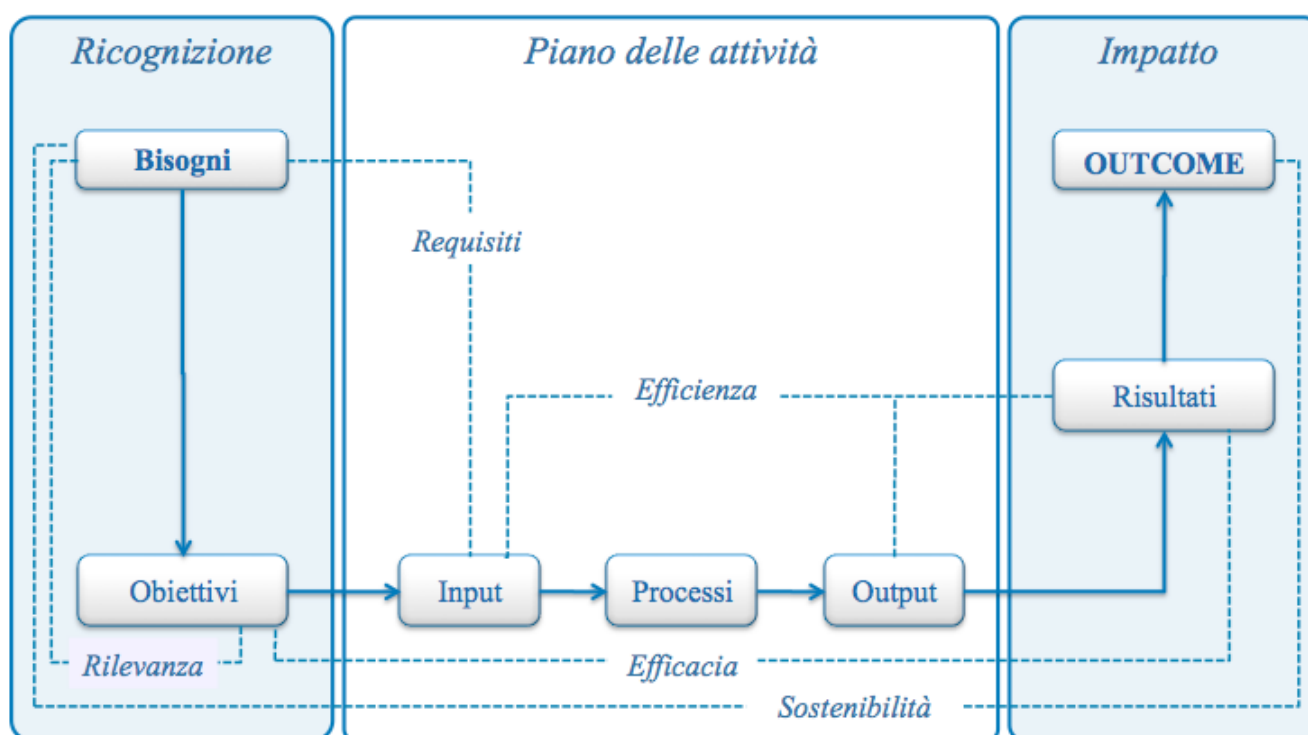 Ricognizione
Piano delle attività
Impatto
Bisogni
OUTCOME
Requisiti
Efficienza
Risultati
Obiettivi
Input
Processi
Output
Rilevanza
Efficacia
Sostenibilità